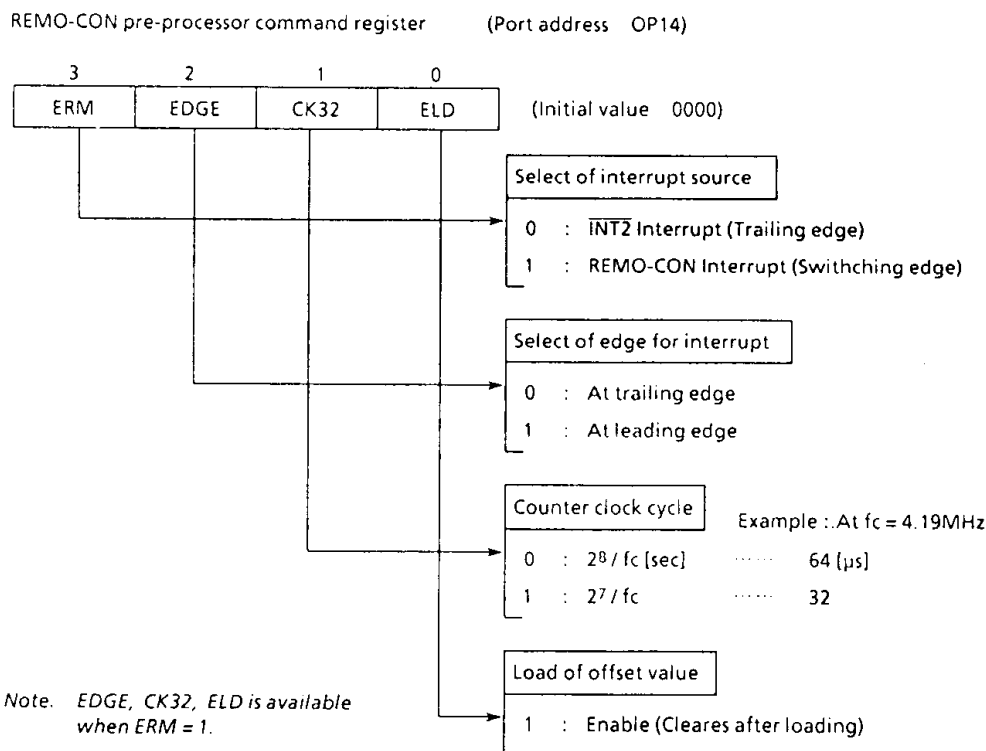 REMO-CON pre-processor command register (Port address OP14)
3 2 1 0
ERM EDGE CK32 ELD (Initial value 0000)
Select of interrupt source
0 : I̅N̅T̅2̅ Interrupt (Trailing edge)
1 : REMO-CON Interrupt (Swithching edge)
Select of edge for interrupt
0 : At trailing edge
1 : At leading edge
Counter clock cycle Example :.At fc = 4.19MHz
0 : 2⁸ / fc [sec] ...... 64 [µs]
1 : 2⁷ / fc ...... 32
Load of offset value
1 : Enable (Cleares after loading)
Note. EDGE, CK32, ELD is available
when ERM = 1.